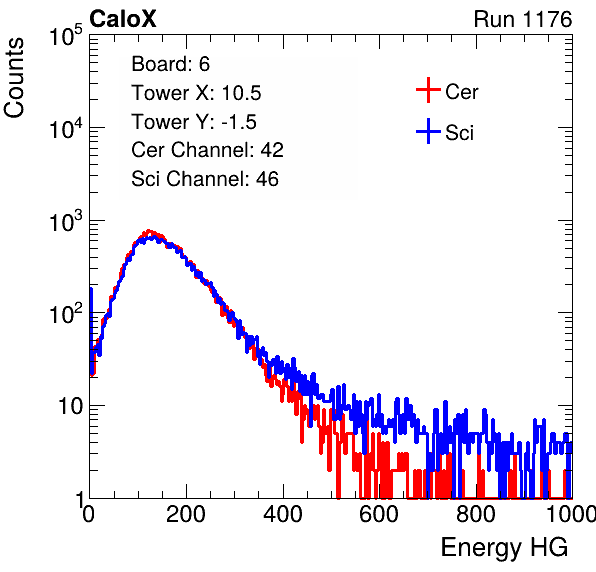 CaloX Run 1176
Counts
10^5
10^4
10^3
10^2
10
1
Board: 6
Tower X: 10.5
Tower Y: -1.5
Cer Channel: 42
Sci Channel: 46
Cer
Sci
0 200 400 600 800 1000
Energy HG